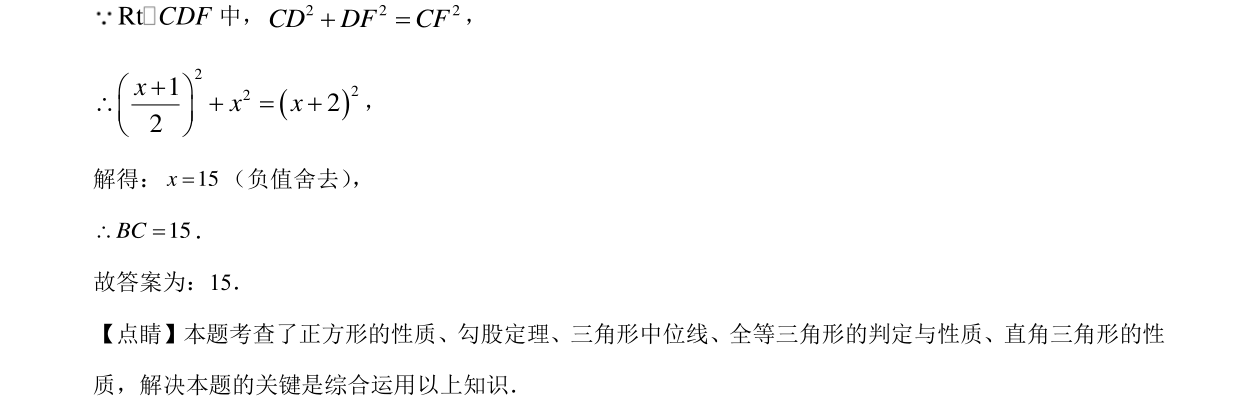 ∵Rt□CDF 中，CD²+DF²=CF²，
∴((x+1)/2)²+x²=(x+2)²，
解得：x=15（负值舍去），
∴BC=15．
故答案为：15．
【点睛】本题考查了正方形的性质、勾股定理、三角形中位线、全等三角形的判定与性质、直角三角形的性
质，解决本题的关键是综合运用以上知识．